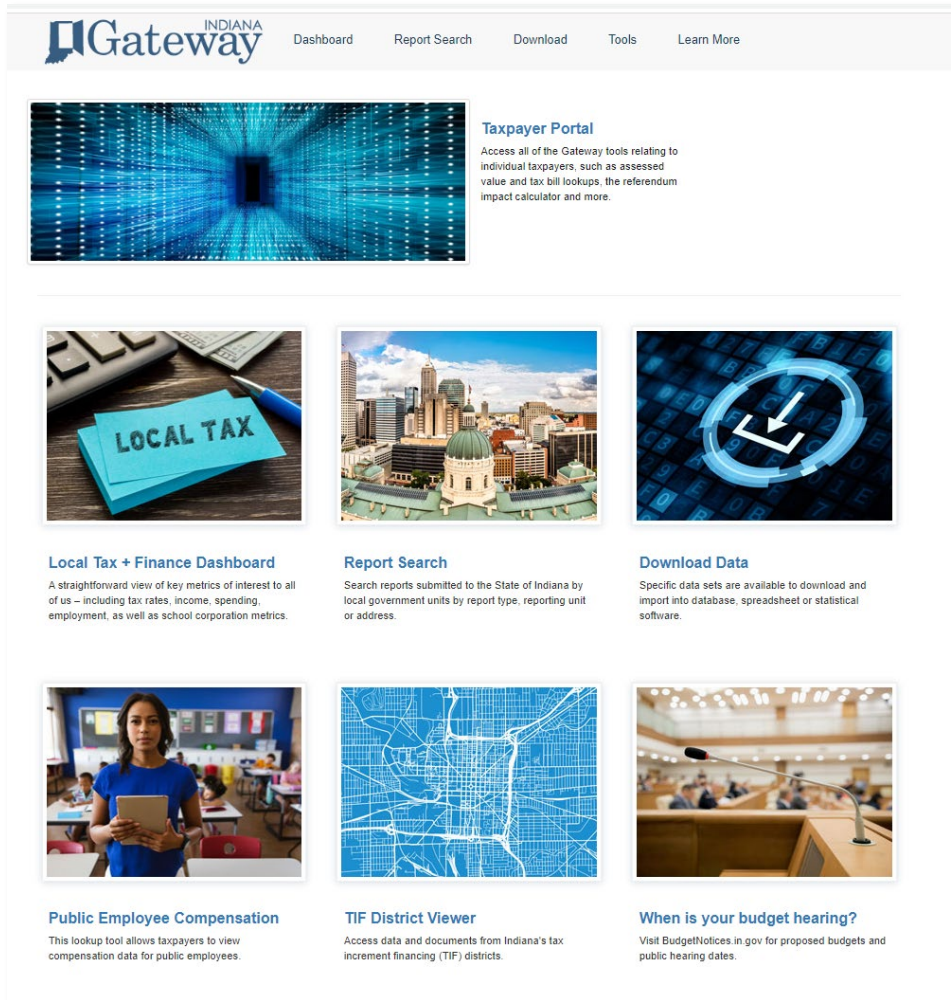 INDIANA
Gateway
Dashboard Report Search Download Tools Learn More
Taxpayer Portal
Access all of the Gateway tools relating to
individual taxpayers, such as assessed
value and tax bill lookups, the referendum
impact calculator and more.
LOCAL TAX
Local Tax + Finance Dashboard
A straightforward view of key metrics of interest to all
of us – including tax rates, income, spending,
employment, as well as school corporation metrics.
Report Search
Search reports submitted to the State of Indiana by
local government units by report type, reporting unit
or address.
Download Data
Specific data sets are available to download and
import into database, spreadsheet or statistical
software.
Public Employee Compensation
This lookup tool allows taxpayers to view
compensation data for public employees.
TIF District Viewer
Access data and documents from Indiana's tax
increment financing (TIF) districts.
When is your budget hearing?
Visit BudgetNotices.in.gov for proposed budgets and
public hearing dates.